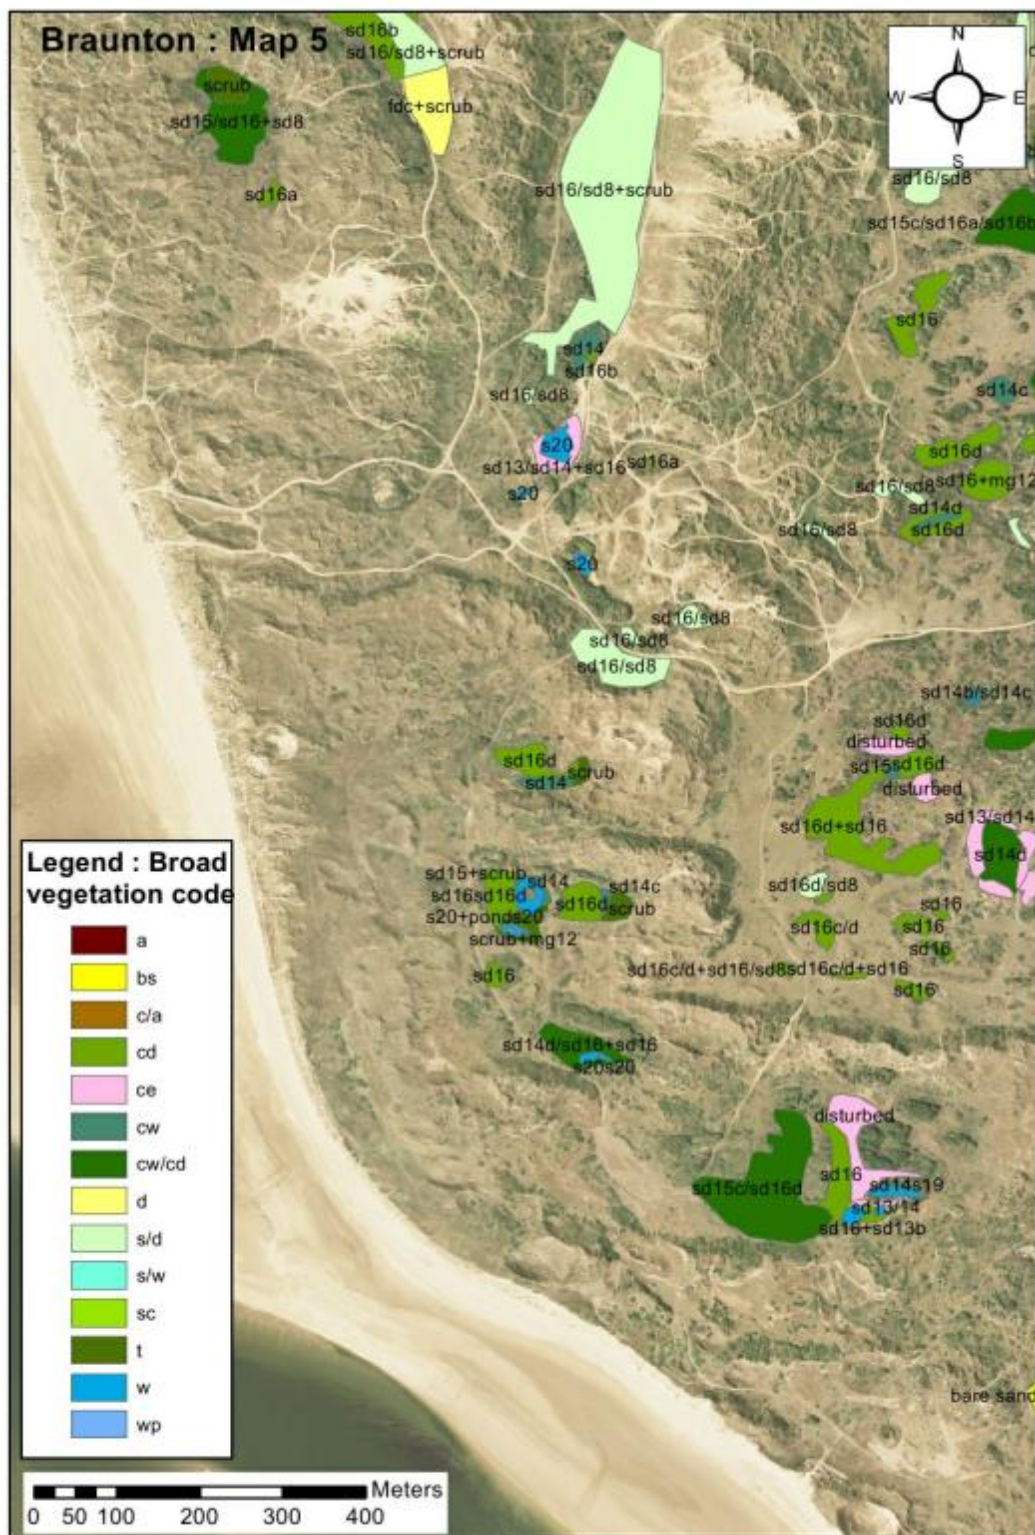 Braunton : Map 5
sd16b
sd16/sd8+scrub
N
W
E
S
scrub
fdc+scrub
sd15/sd16+sd8
sd16a
sd16/sd8+scrub
sd16/sd8
sd15c/sd16a/sd16b
sd16
sd14
sd16b
sd16/sd8
sd14c
s20
sd13/sd14+sd16
sd16a
sd16d
s20
sd16/sd8
sd16+mg12
sd14d
sd16/sd8
sd16d
s20
sd16/sd8
sd16/sd8
sd16/sd8
sd14b/sd14c
sd16d
disturbed
sd16d
scrub
sd14
sd15
sd16d
disturbed
sd13/sd14
sd16d+sd16
sd14d
sd15+scrub
sd14
sd14c
sd16d/sd8
sd16
sd16d
sd16d
scrub
s20+pond
s20
scrub+mg12
sd16
sd16c/d
sd16
sd16
sd16
sd16c/d+sd16/sd8
sd16c/d+sd16
sd16
sd14d/sd16+sd16
s20
s20
disturbed
sd15c/sd16d
sd16
sd14
s19
sd13/14
sd16+sd13b
bare sand
Legend : Broad
vegetation code
a
bs
c/a
cd
ce
cw
cw/cd
d
s/d
s/w
sc
t
w
wp
Meters
0 50 100 200 300 400